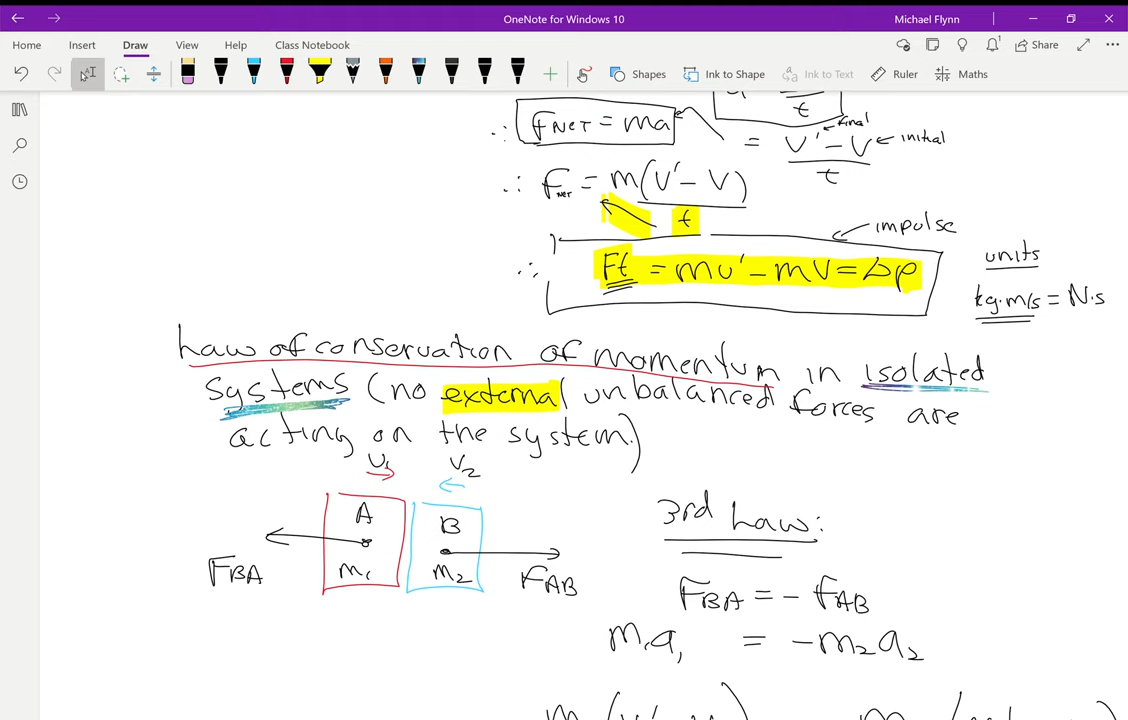 OneNote for Windows 10
Michael Flynn
Home Insert Draw View Help Class Notebook
Share
Shapes Ink to Shape Ink to Text Ruler Maths
t
∴ FNET = ma
= V' - V
t
final
initial
∴ FNET = m(V' - V)
t
impulse
∴ Ft = mv' - mV = Δp
units
kg·m/s = N·s
Law of conservation of momentum in isolated
systems (no external unbalanced forces are
acting on the system.)
V1 V2
A B
m1 m2
FBA FAB
3rd Law:
FBA = - FAB
m1a1 = -m2a2